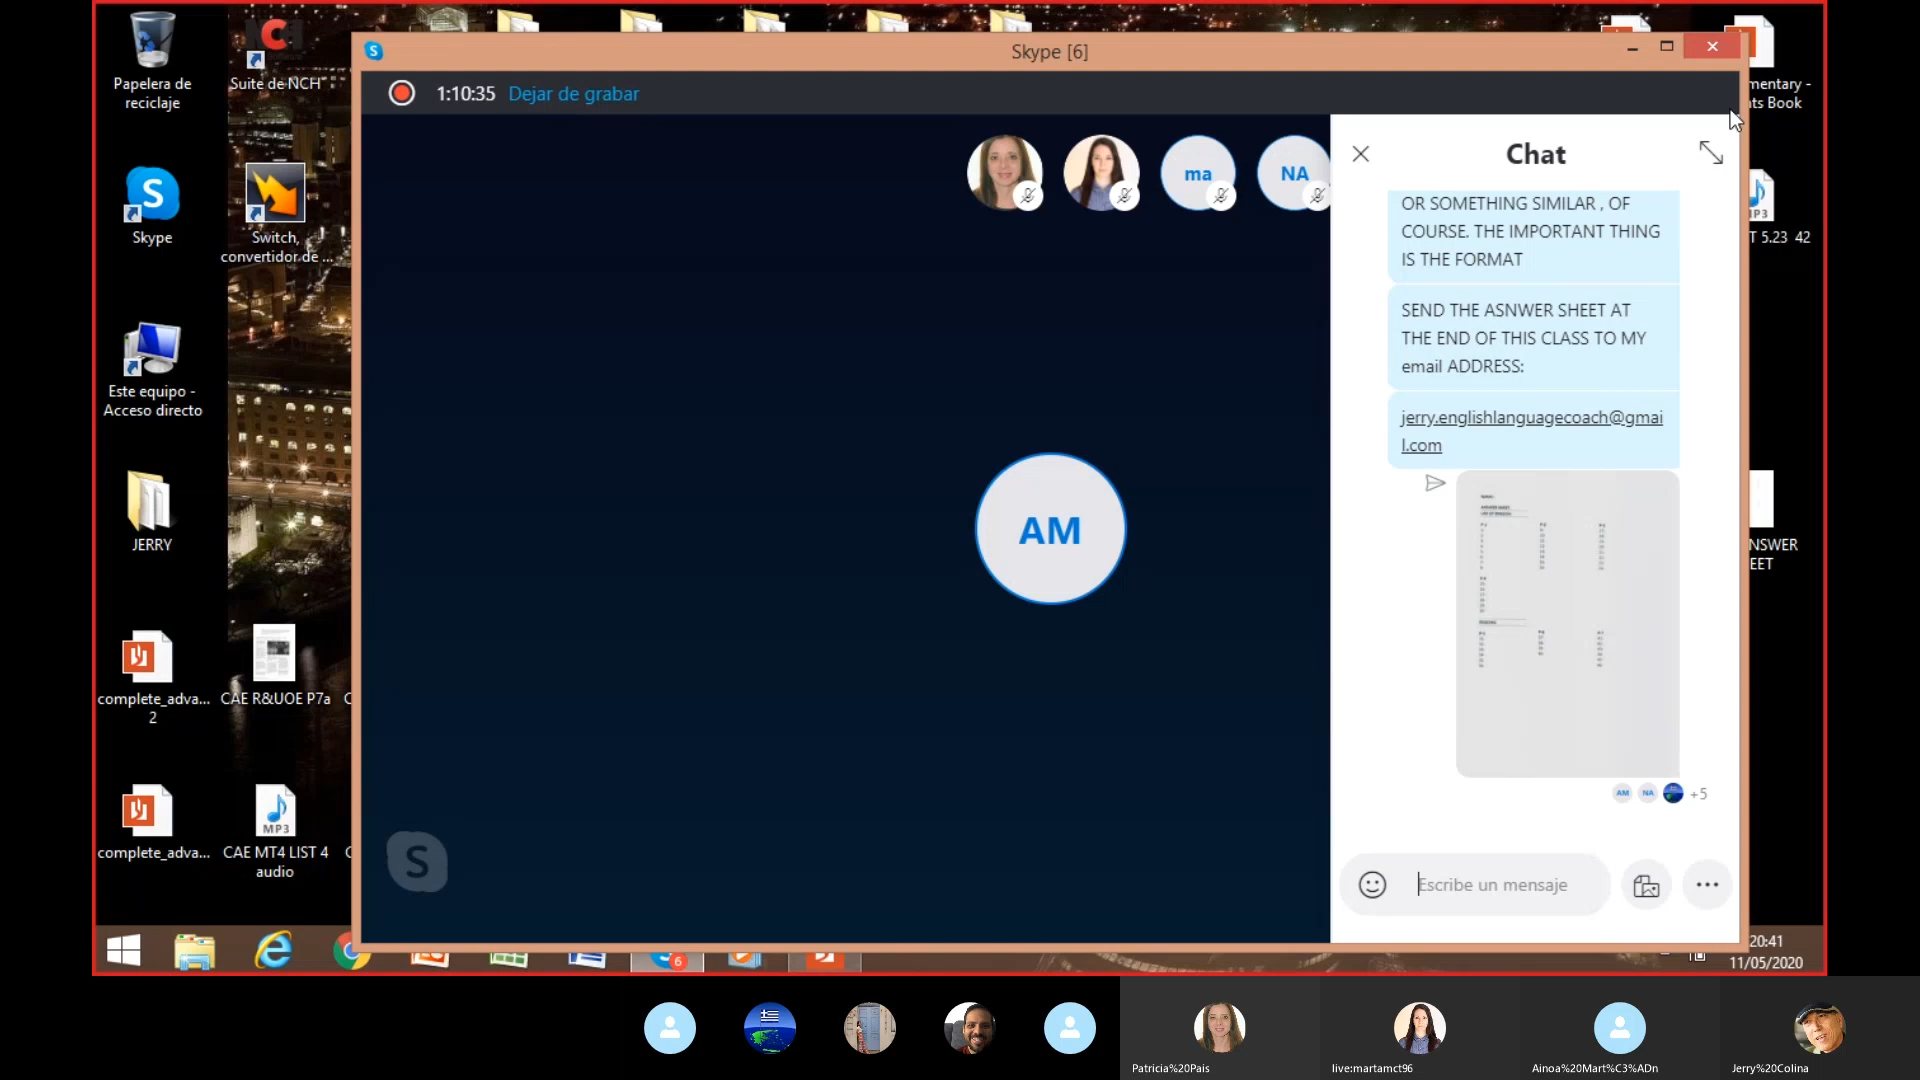 Skype [6]
1:10:35 Dejar de grabar
Papelera de
reciclaje
Suite de NCH
Skype
Switch,
convertidor de ...
Este equipo -
Acceso directo
JERRY
complete_adva...
2
CAE R&UOE P7a
complete_adva...
MP3
CAE MT4 LIST 4
audio
mentary -
ts Book
T 5.23 42
NSWER
EET
ma
NA
AM
S
Chat
OR SOMETHING SIMILAR , OF
COURSE. THE IMPORTANT THING
IS THE FORMAT
SEND THE ASNWER SHEET AT
THE END OF THIS CLASS TO MY
email ADDRESS:
jerry.englishlanguagecoach@gmai
l.com
AM NA +5
Escribe un mensaje
6
20:41
11/05/2020
Patricia%20Pais
live:martamct96
Ainoa%20Mart%C3%ADn
Jerry%20Colina